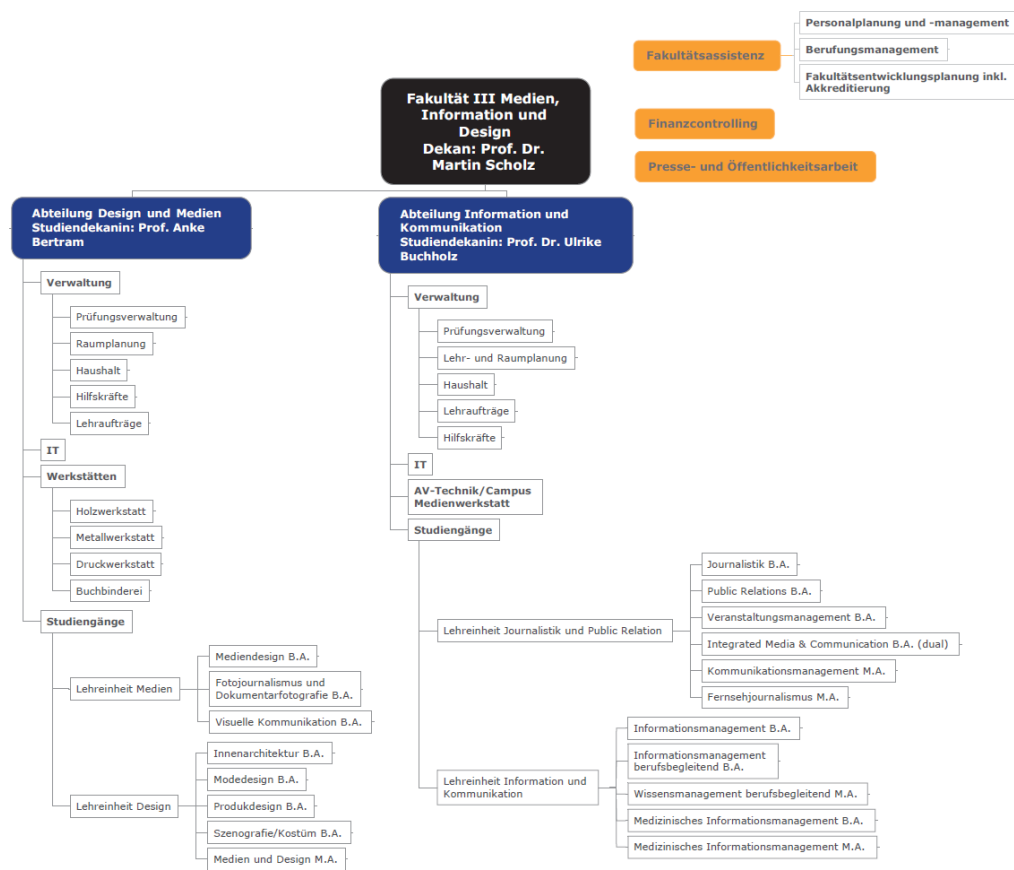 Fakultätsassistenz
Personalplanung und -management
Berufungsmanagement
Fakultätsentwicklungsplanung inkl.
Akkreditierung
Finanzcontrolling
Presse- und Öffentlichkeitsarbeit
Fakultät III Medien,
Information und
Design
Dekan: Prof. Dr.
Martin Scholz
Abteilung Design und Medien
Studiendekanin: Prof. Anke
Bertram
Verwaltung
Prüfungsverwaltung
Raumplanung
Haushalt
Hilfskräfte
Lehraufträge
IT
Werkstätten
Holzwerkstatt
Metallwerkstatt
Druckwerkstatt
Buchbinderei
Studiengänge
Lehreinheit Medien
Mediendesign B.A.
Fotojournalismus und
Dokumentarfotografie B.A.
Visuelle Kommunikation B.A.
Lehreinheit Design
Innenarchitektur B.A.
Modedesign B.A.
Produkdesign B.A.
Szenografie/Kostüm B.A.
Medien und Design M.A.
Abteilung Information und
Kommunikation
Studiendekanin: Prof. Dr. Ulrike
Buchholz
Verwaltung
Prüfungsverwaltung
Lehr- und Raumplanung
Haushalt
Lehraufträge
Hilfskräfte
IT
AV-Technik/Campus
Medienwerkstatt
Studiengänge
Lehreinheit Journalistik und Public Relation
Journalistik B.A.
Public Relations B.A.
Veranstaltungsmanagement B.A.
Integrated Media & Communication B.A. (dual)
Kommunikationsmanagement M.A.
Fernsehjournalismus M.A.
Lehreinheit Information und
Kommunikation
Informationsmanagement B.A.
Informationsmanagement
berufsbegleitend B.A.
Wissensmanagement berufsbegleitend M.A.
Medizinisches Informationsmanagement B.A.
Medizinisches Informationsmanagement M.A.